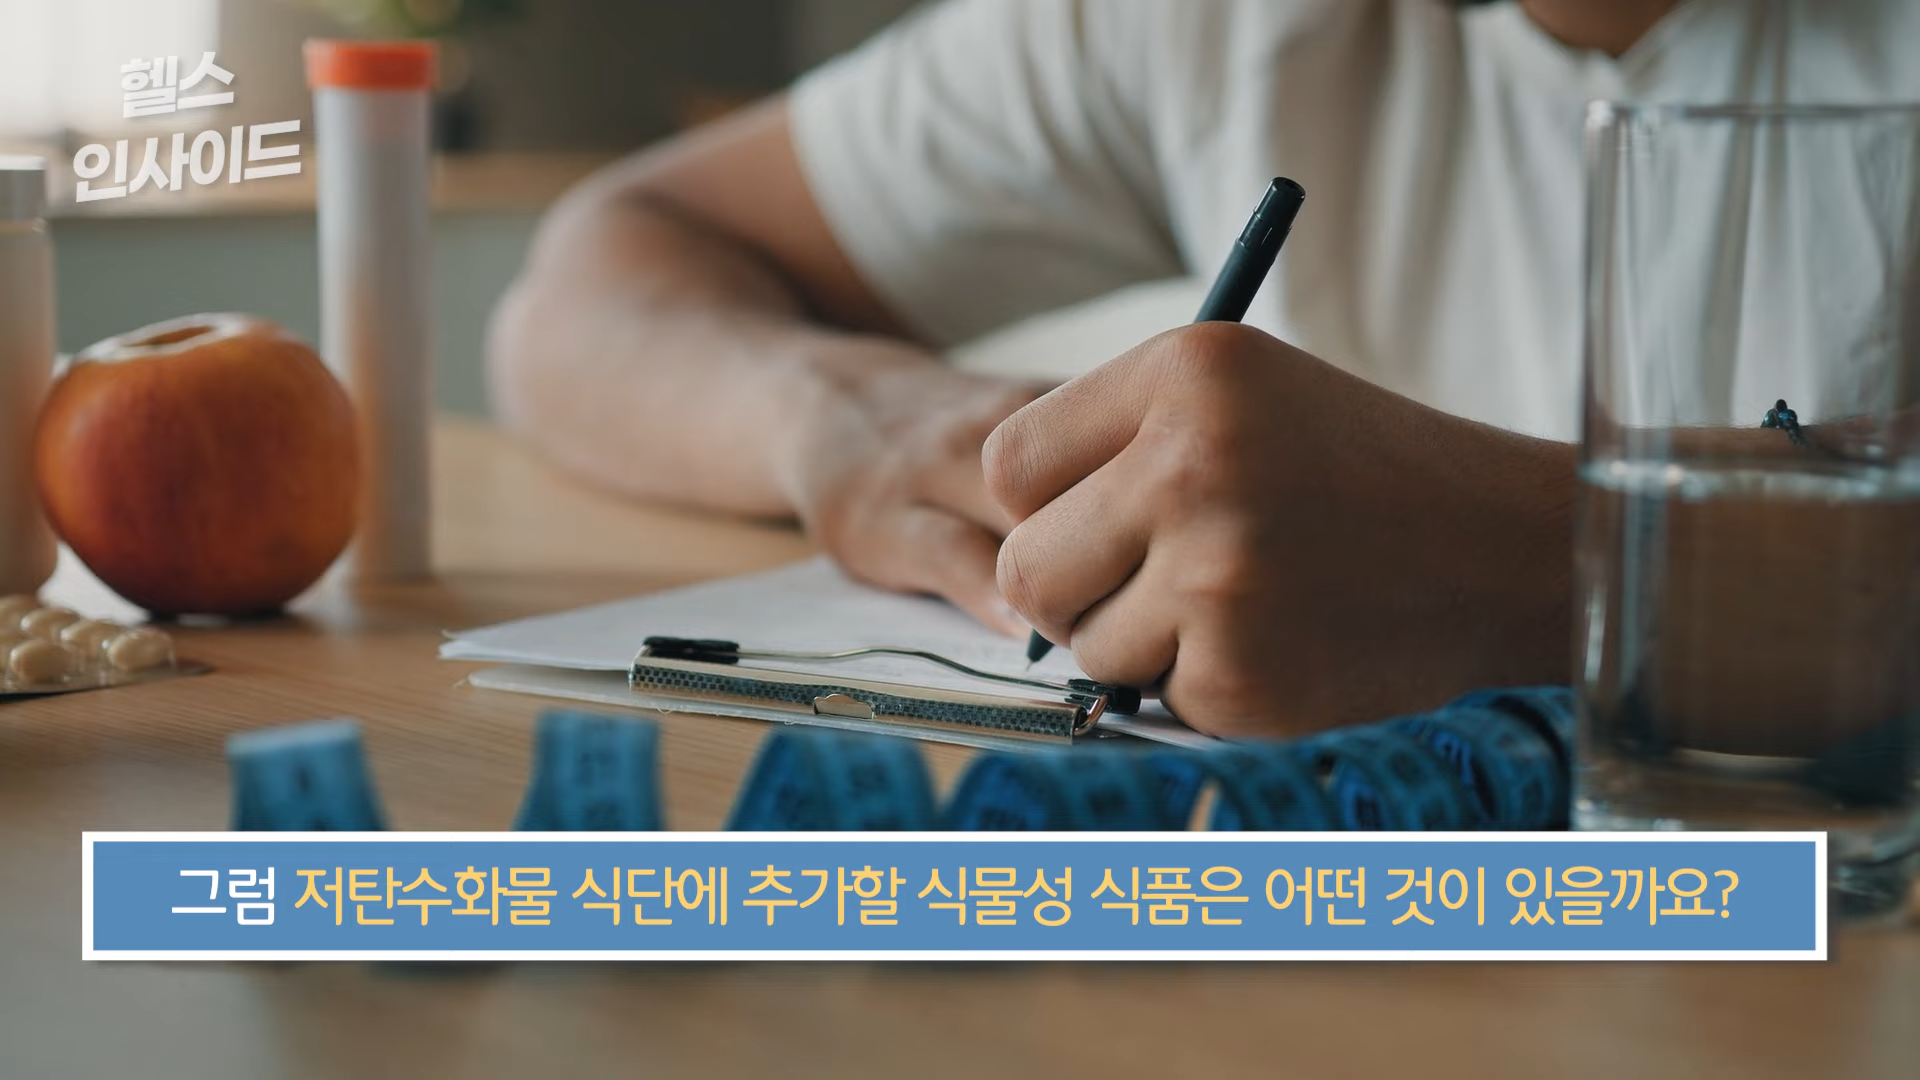 헬스
인사이드
그럼 저탄수화물 식단에 추가할 식물성 식품은 어떤 것이 있을까요?